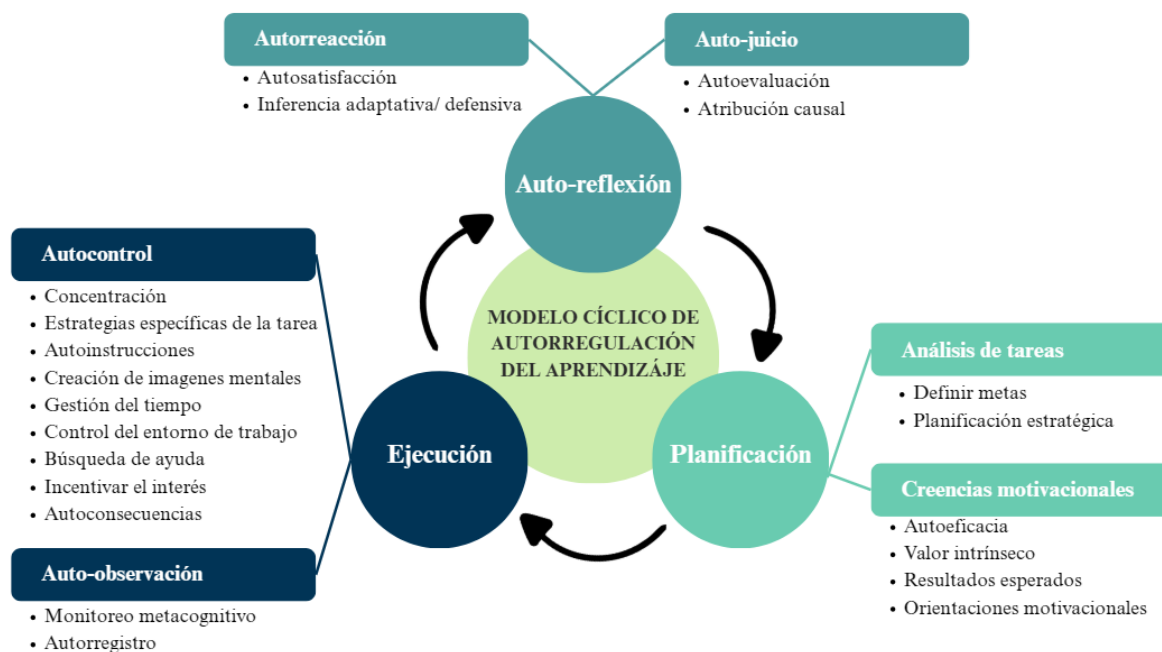 Autorreacción
• Autosatisfacción
• Inferencia adaptativa/ defensiva
Auto-juicio
• Autoevaluación
• Atribución causal
Auto-reflexión
MODELO CÍCLICO DE
AUTORREGULACIÓN
DEL APRENDIZÁJE
Autocontrol
• Concentración
• Estrategias específicas de la tarea
• Autoinstrucciones
• Creación de imagenes mentales
• Gestión del tiempo
• Control del entorno de trabajo
• Búsqueda de ayuda
• Incentivar el interés
• Autoconsecuencias
Auto-observación
• Monitoreo metacognitivo
• Autorregistro
Ejecución
Planificación
Análisis de tareas
• Definir metas
• Planificación estratégica
Creencias motivacionales
• Autoeficacia
• Valor intrínseco
• Resultados esperados
• Orientaciones motivacionales